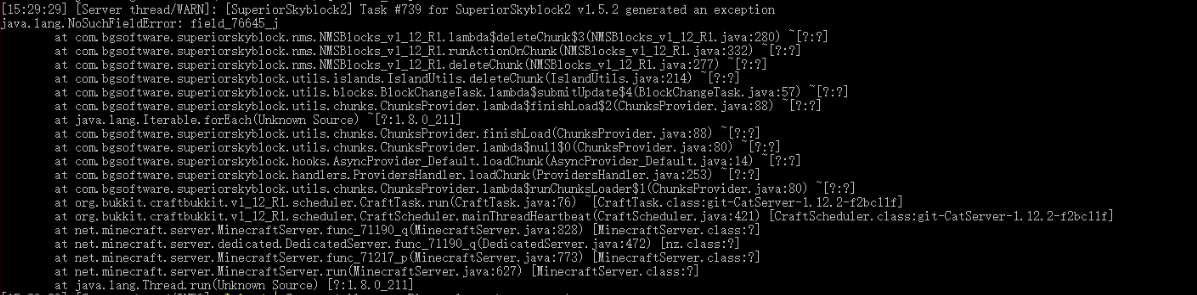 [15:29:29] [Server thread/WARN]: [SuperiorSkyblock2] Task #739 for SuperiorSkyblock2 v1.5.2 generated an exception
java.lang.NoSuchFieldError: field_76645_j
at com.bgsoftware.superiorskyblock.nms.NMSBlocks_v1_12_R1.lambda$deleteChunk$3(NMSBlocks_v1_12_R1.java:280) ~[?:?]
at com.bgsoftware.superiorskyblock.nms.NMSBlocks_v1_12_R1.runActionOnChunk(NMSBlocks_v1_12_R1.java:332) ~[?:?]
at com.bgsoftware.superiorskyblock.nms.NMSBlocks_v1_12_R1.deleteChunk(NMSBlocks_v1_12_R1.java:277) ~[?:?]
at com.bgsoftware.superiorskyblock.utils.islands.IslandUtils.deleteChunk(IslandUtils.java:214) ~[?:?]
at com.bgsoftware.superiorskyblock.utils.blocks.BlockChangeTask.lambda$submitUpdate$4(BlockChangeTask.java:57) ~[?:?]
at com.bgsoftware.superiorskyblock.utils.chunks.ChunksProvider.lambda$finishLoad$2(ChunksProvider.java:88) ~[?:?]
at java.lang.Iterable.forEach(Unknown Source) ~[?:1.8.0_211]
at com.bgsoftware.superiorskyblock.utils.chunks.ChunksProvider.finishLoad(ChunksProvider.java:88) ~[?:?]
at com.bgsoftware.superiorskyblock.utils.chunks.ChunksProvider.lambda$null$0(ChunksProvider.java:80) ~[?:?]
at com.bgsoftware.superiorskyblock.hooks.AsyncProvider_Default.loadChunk(AsyncProvider_Default.java:14) ~[?:?]
at com.bgsoftware.superiorskyblock.handlers.ProvidersHandler.loadChunk(ProvidersHandler.java:253) ~[?:?]
at com.bgsoftware.superiorskyblock.utils.chunks.ChunksProvider.lambda$runChunksLoader$1(ChunksProvider.java:80) ~[?:?]
at org.bukkit.craftbukkit.v1_12_R1.scheduler.CraftTask.run(CraftTask.java:76) ~[CraftTask.class:git-CatServer-1.12.2-f2bc11f]
at org.bukkit.craftbukkit.v1_12_R1.scheduler.CraftScheduler.mainThreadHeartbeat(CraftScheduler.java:421) [CraftScheduler.class:git-CatServer-1.12.2-f2bc11f]
at net.minecraft.server.MinecraftServer.func_71190_q(MinecraftServer.java:828) [MinecraftServer.class:?]
at net.minecraft.server.dedicated.DedicatedServer.func_71190_q(DedicatedServer.java:472) [nz.class:?]
at net.minecraft.server.MinecraftServer.func_71217_p(MinecraftServer.java:773) [MinecraftServer.class:?]
at net.minecraft.server.MinecraftServer.run(MinecraftServer.java:627) [MinecraftServer.class:?]
at java.lang.Thread.run(Unknown Source) [?:1.8.0_211]